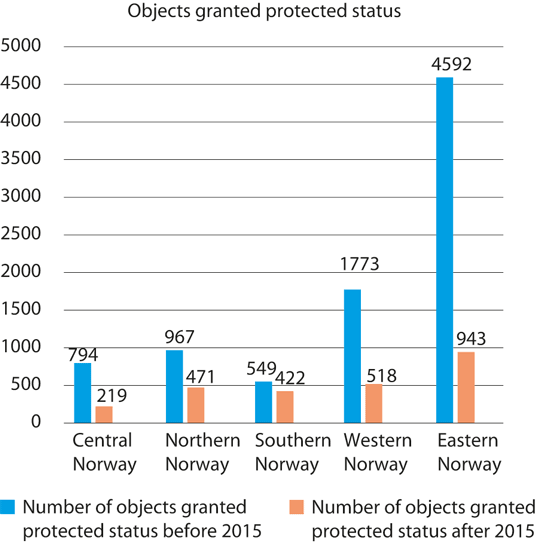 Objects granted protected status
5000
4500
4000
3500
3000
2500
2000
1500
1000
500
0
794
219
967
471
549
422
1773
518
4592
943
Central
Norway
Northern
Norway
Southern
Norway
Western
Norway
Eastern
Norway
Number of objects granted
protected status before 2015
Number of objects granted
protected status after 2015